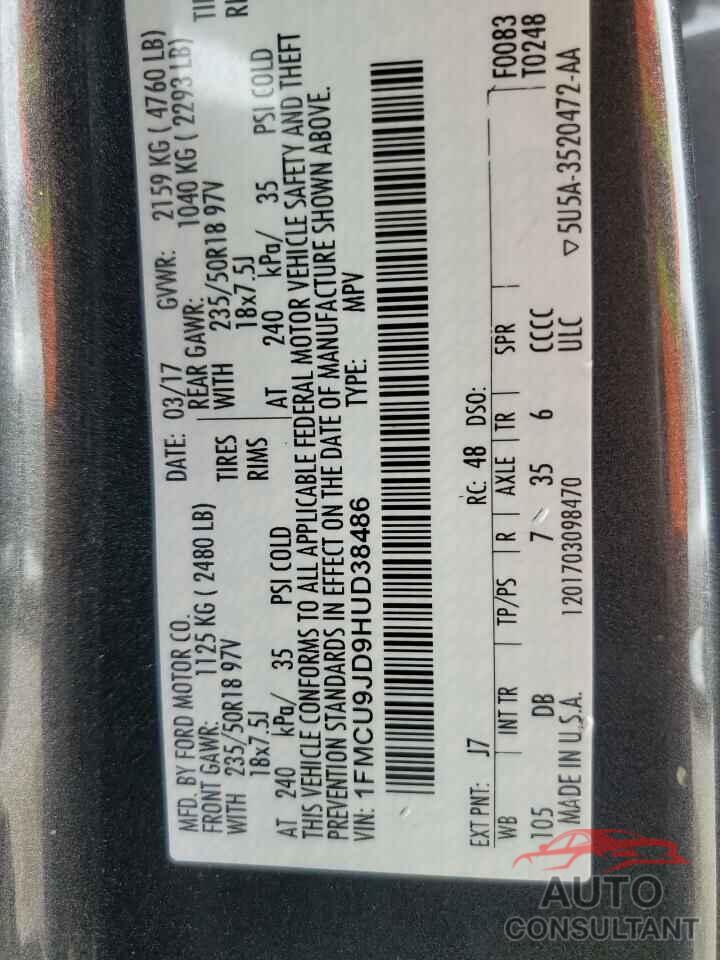 MFD. BY FORD MOTOR CO. DATE: 03/17 GVWR: 2159 KG ( 4760 LB)
FRONT GAWR: 1125 KG ( 2480 LB) REAR GAWR: 1040 KG ( 2293 LB)
WITH 235/50R18 97V TIRES WITH 235/50R18 97V TI
18x7.5J RIMS 18x7.5J RI
AT 240 kPa/ 35 PSI COLD AT 240 kPa/ 35 PSI COLD
THIS VEHICLE CONFORMS TO ALL APPLICABLE FEDERAL MOTOR VEHICLE SAFETY AND THEFT
PREVENTION STANDARDS IN EFFECT ON THE DATE OF MANUFACTURE SHOWN ABOVE.
VIN: 1FMCU9JD9HUD38486 TYPE: MPV
EXT PNT: J7 RC: 48 DSO: F0083
WB INT TR TP/PS R AXLE TR SPR T0248
105 DB 7 35 6 CCCC
MADE IN U.S.A. 1201703098470 ULC ▽5U5A-3520472-AA
AUTO
CONSULTANT